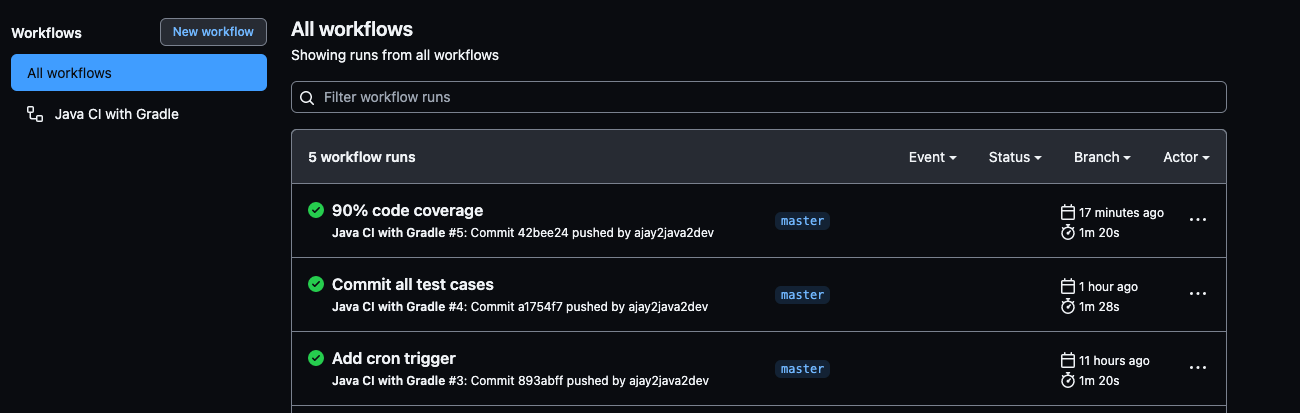 Workflows
New workflow
All workflows
Java CI with Gradle
All workflows
Showing runs from all workflows
Filter workflow runs
5 workflow runs
Event
Status
Branch
Actor
90% code coverage
Java CI with Gradle #5: Commit 42bee24 pushed by ajay2java2dev
master
17 minutes ago
1m 20s
Commit all test cases
Java CI with Gradle #4: Commit a1754f7 pushed by ajay2java2dev
master
1 hour ago
1m 28s
Add cron trigger
Java CI with Gradle #3: Commit 893abff pushed by ajay2java2dev
master
11 hours ago
1m 20s